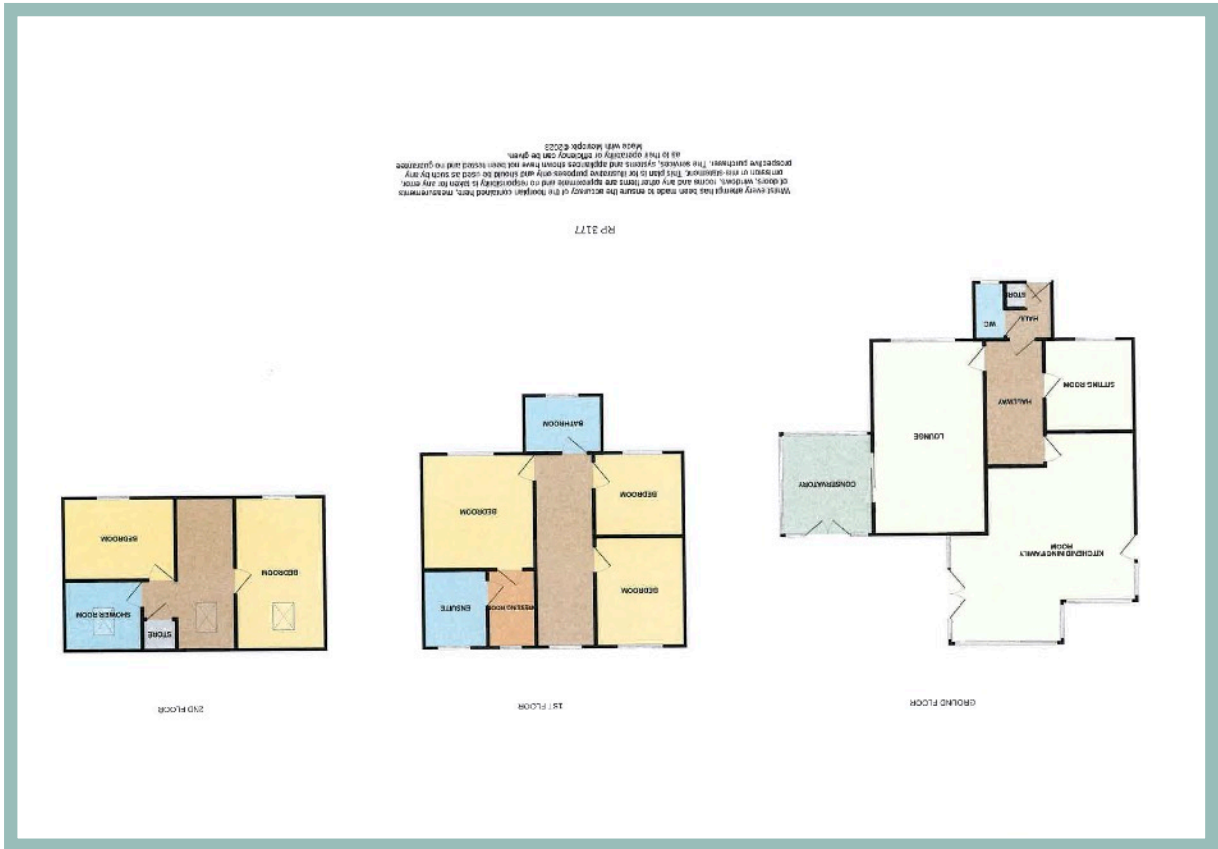 GROUND FLOOR
KITCHEN/DINING/FAMILY
ROOM
CONSERVATORY
LOUNGE
HALLWAY
SITTING ROOM
HALL
WC
STORE
1ST FLOOR
BEDROOM
DRESSING ROOM
ENSUITE
BEDROOM
BEDROOM
BATHROOM
2ND FLOOR
STORE
SHOWER ROOM
BEDROOM
BEDROOM
RP 3177
Whilst every attempt has been made to ensure the accuracy of the floorplan contained here, measurements
of doors, windows, rooms and any other items are approximate and no responsibility is taken for any error,
omission or mis-statement. This plan is for illustrative purposes only and should be used as such by any
prospective purchaser. The services, systems and appliances shown have not been tested and no guarantee
as to their operability or efficiency can be given.
Made with Metropix ©2023